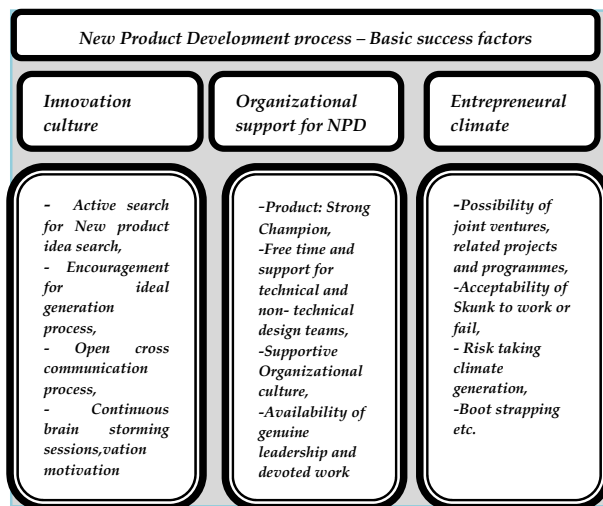 New Product Development process – Basic success factors
Innovation
culture
Organizational
support for NPD
Entrepreneural
climate
- Active search
for New product
idea search,
- Encouragement
for ideal
generation
process,
- Open cross
communication
process,
- Continuous
brain storming
sessions,vation
motivation
-Product: Strong
Champion,
-Free time and
support for
technical and
non- technical
design teams,
-Supportive
Organizational
culture,
-Availability of
genuine
leadership and
devoted work
-Possibility of
joint ventures,
related projects
and programmes,
-Acceptability of
Skunk to work or
fail,
- Risk taking
climate
generation,
-Boot strapping
etc.